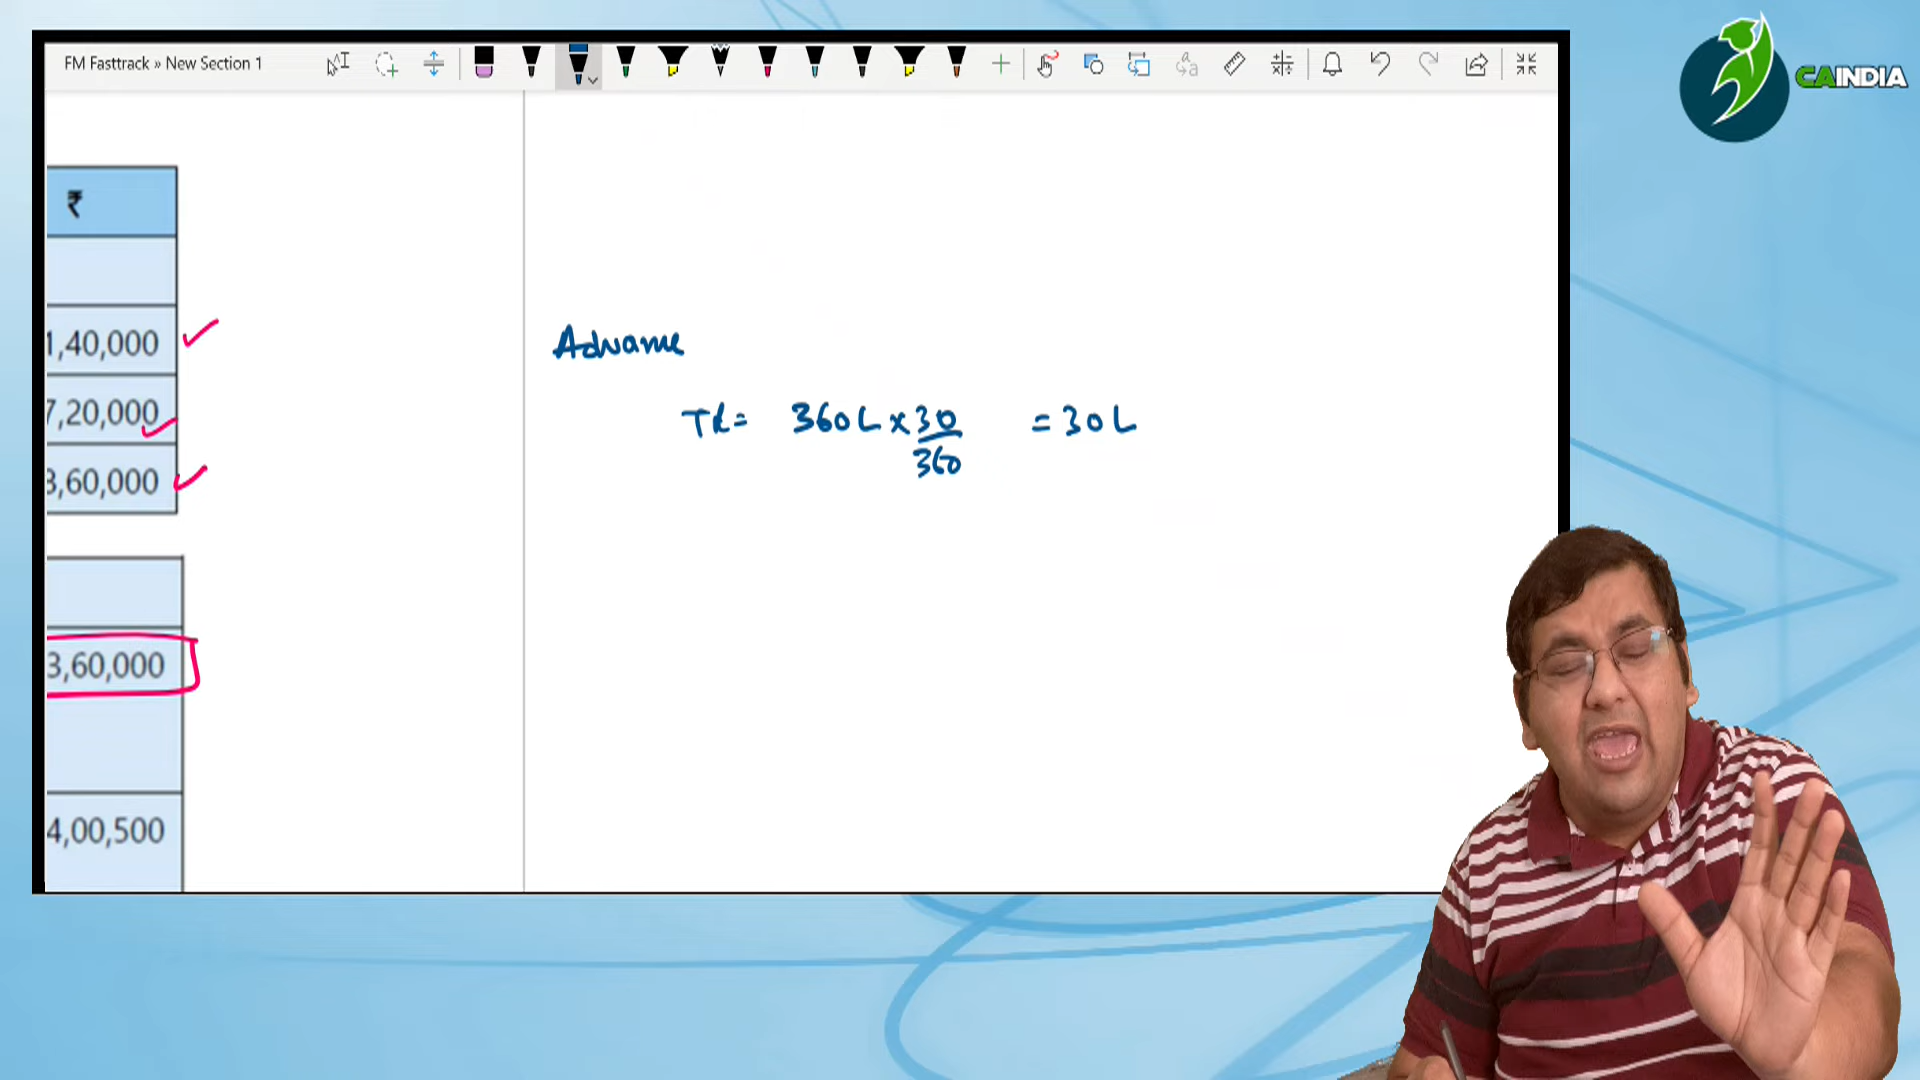 FM Fasttrack » New Section 1
CAINDIA
₹
1,40,000
7,20,000
3,60,000
3,60,000
4,00,500
Advance
TR = 360L × 30/360 = 30L